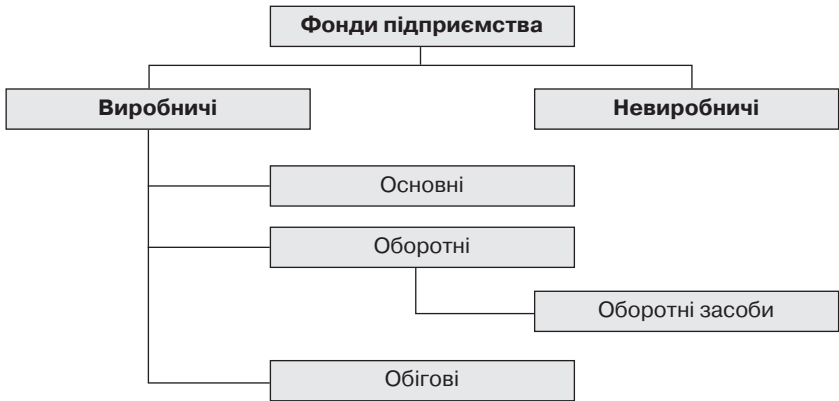 Фонди підприємства
Виробничі
Невиробничі
Основні
Оборотні
Оборотні засоби
Обігові